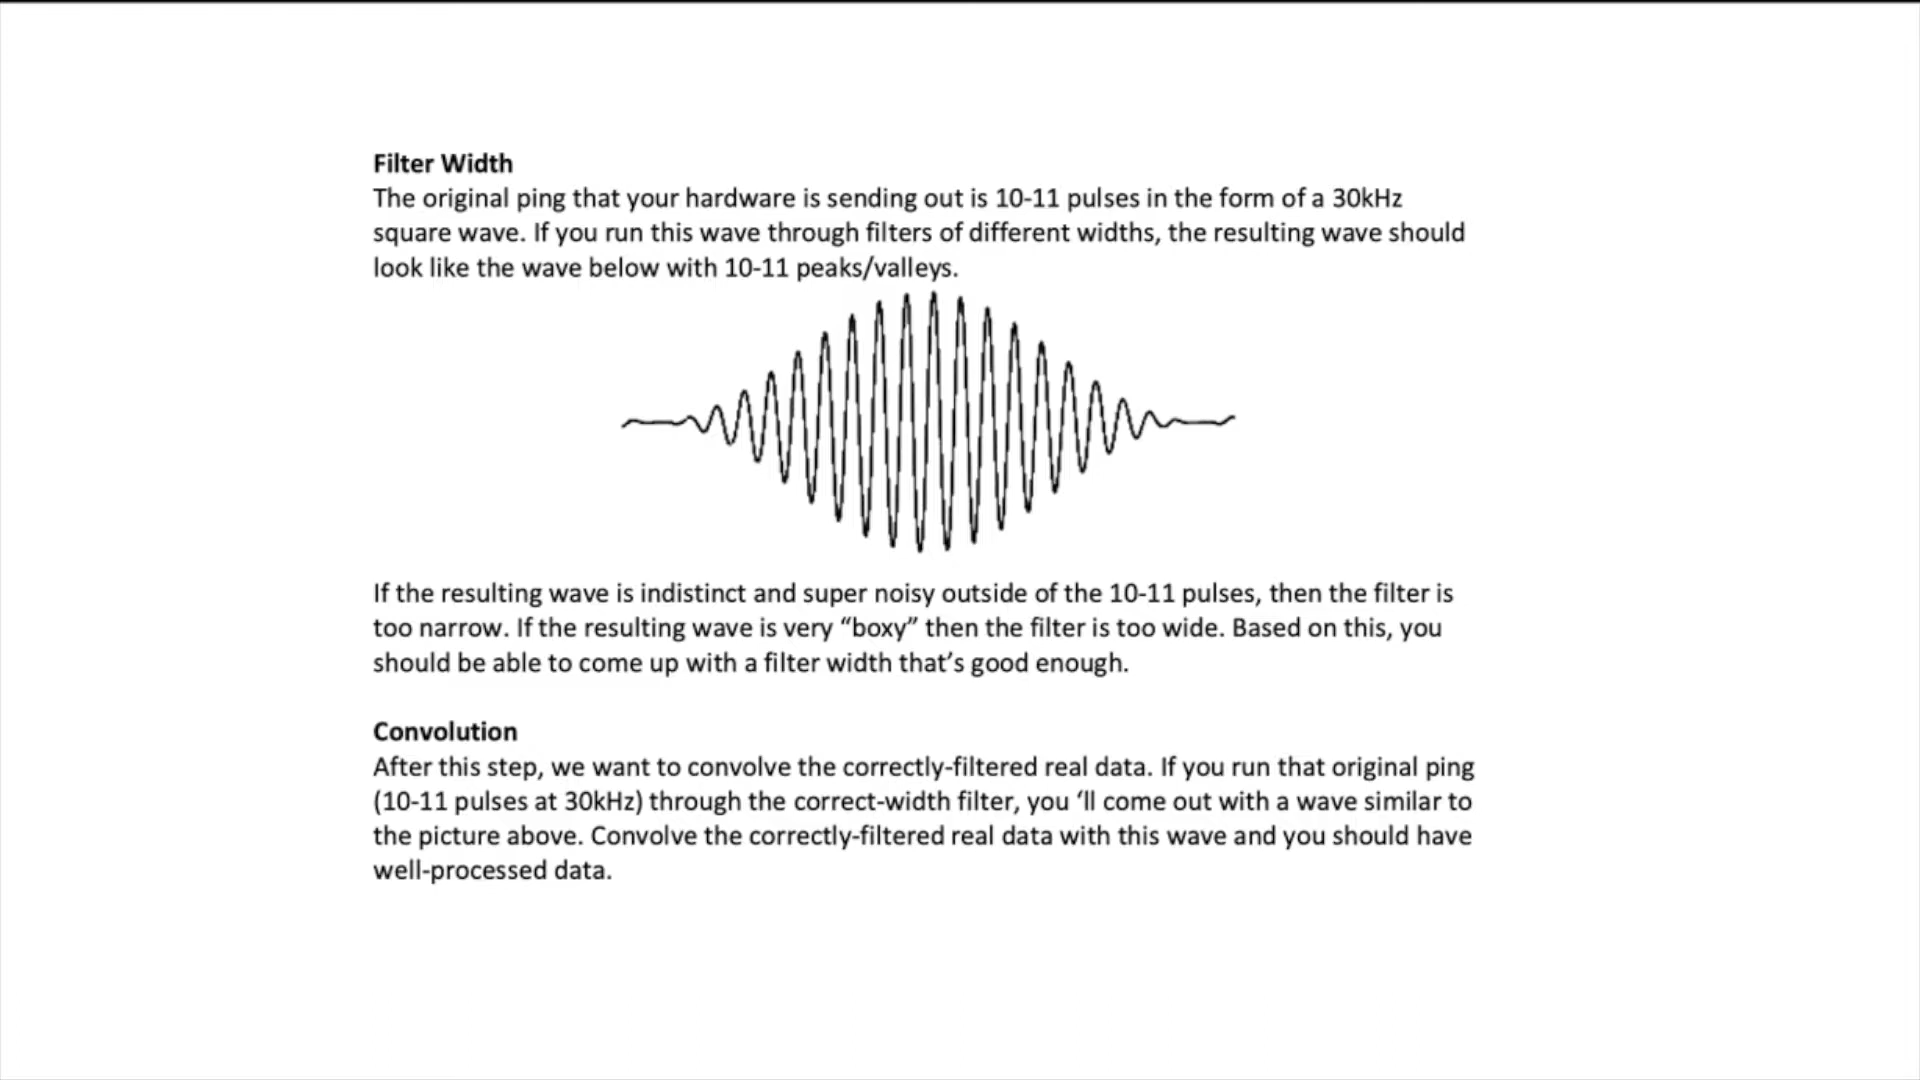 Filter Width
The original ping that your hardware is sending out is 10-11 pulses in the form of a 30kHz
square wave. If you run this wave through filters of different widths, the resulting wave should
look like the wave below with 10-11 peaks/valleys.
If the resulting wave is indistinct and super noisy outside of the 10-11 pulses, then the filter is
too narrow. If the resulting wave is very “boxy” then the filter is too wide. Based on this, you
should be able to come up with a filter width that’s good enough.
Convolution
After this step, we want to convolve the correctly-filtered real data. If you run that original ping
(10-11 pulses at 30kHz) through the correct-width filter, you ‘ll come out with a wave similar to
the picture above. Convolve the correctly-filtered real data with this wave and you should have
well-processed data.